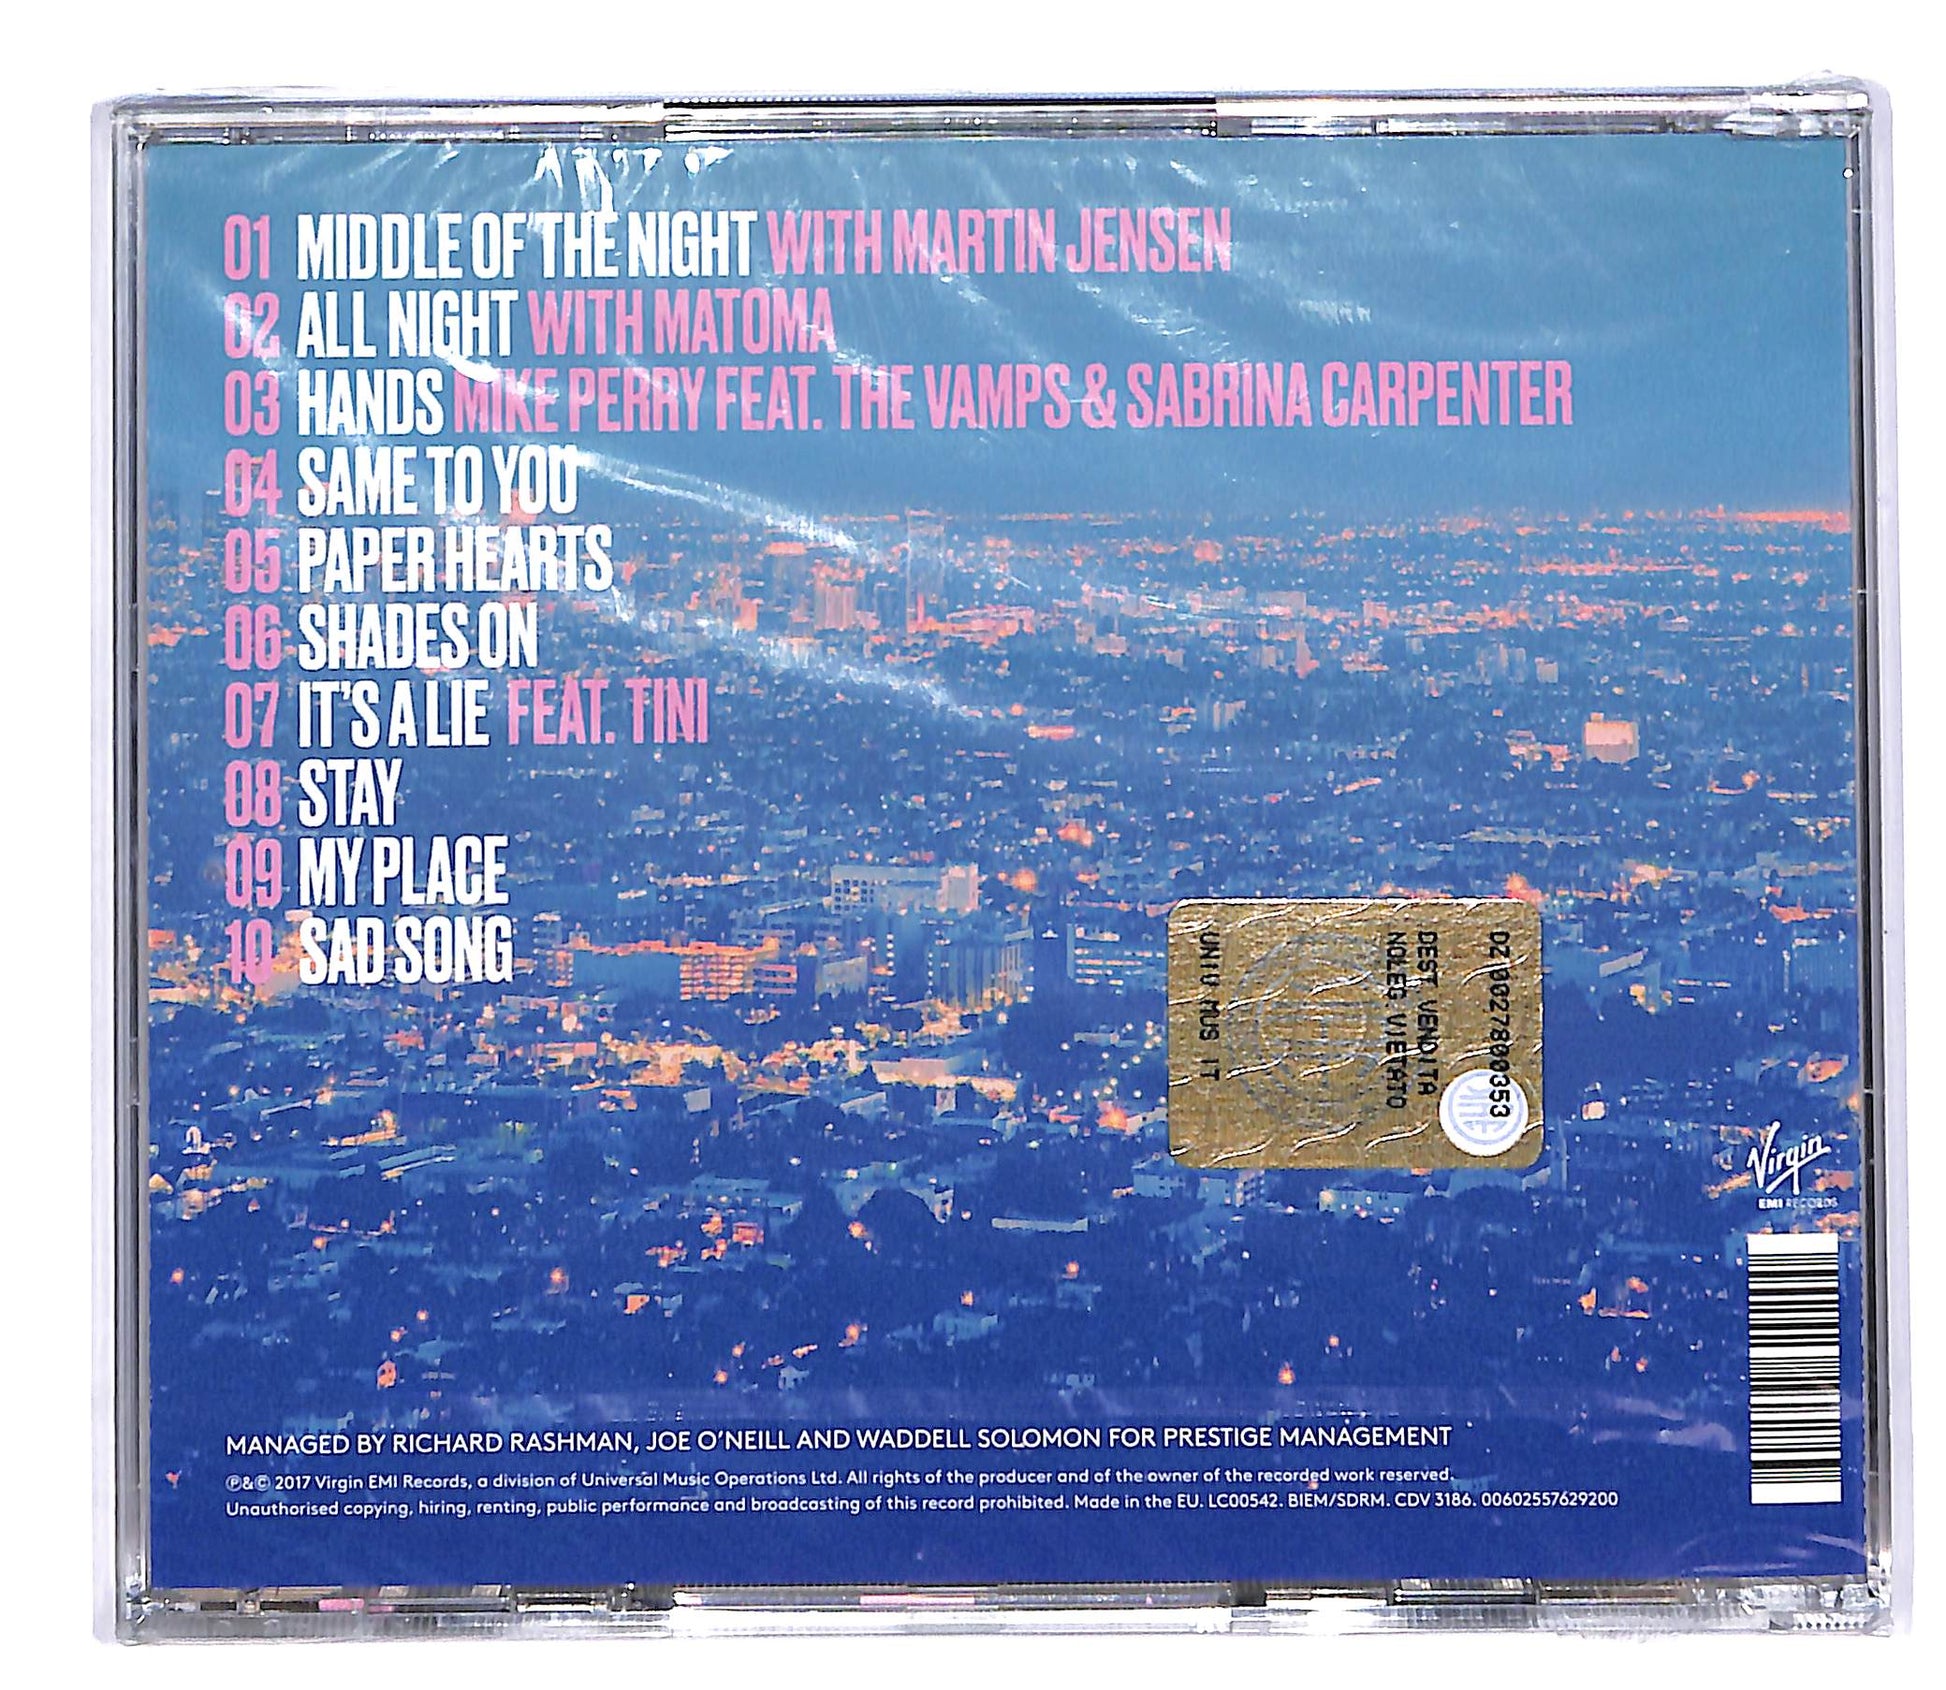 01 MIDDLE OF THE NIGHT WITH MARTIN JENSEN
02 ALL NIGHT WITH MATOMA
03 HANDS MIKE PERRY FEAT. THE VAMPS & SABRINA CARPENTER
04 SAME TO YOU
05 PAPER HEARTS
06 SHADES ON
07 IT'S A LIE FEAT. TINI
08 STAY
09 MY PLACE
10 SAD SONG
DZ 0027800353
DEST. VENDITA
NOLEG. VIETATO
UNIV MUS IT
Virgin
EMI RECORDS
MANAGED BY RICHARD RASHMAN, JOE O'NEILL AND WADDELL SOLOMON FOR PRESTIGE MANAGEMENT
℗&© 2017 Virgin EMI Records, a division of Universal Music Operations Ltd. All rights of the producer and of the owner of the recorded work reserved.
Unauthorised copying, hiring, renting, public performance and broadcasting of this record prohibited. Made in the EU. LC00542. BIEM/SDRM. CDV 3186. 00602557629200